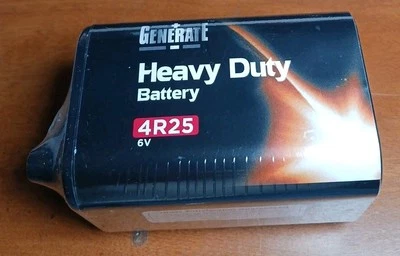 GENERATE
Heavy Duty
Battery
4R25
6V